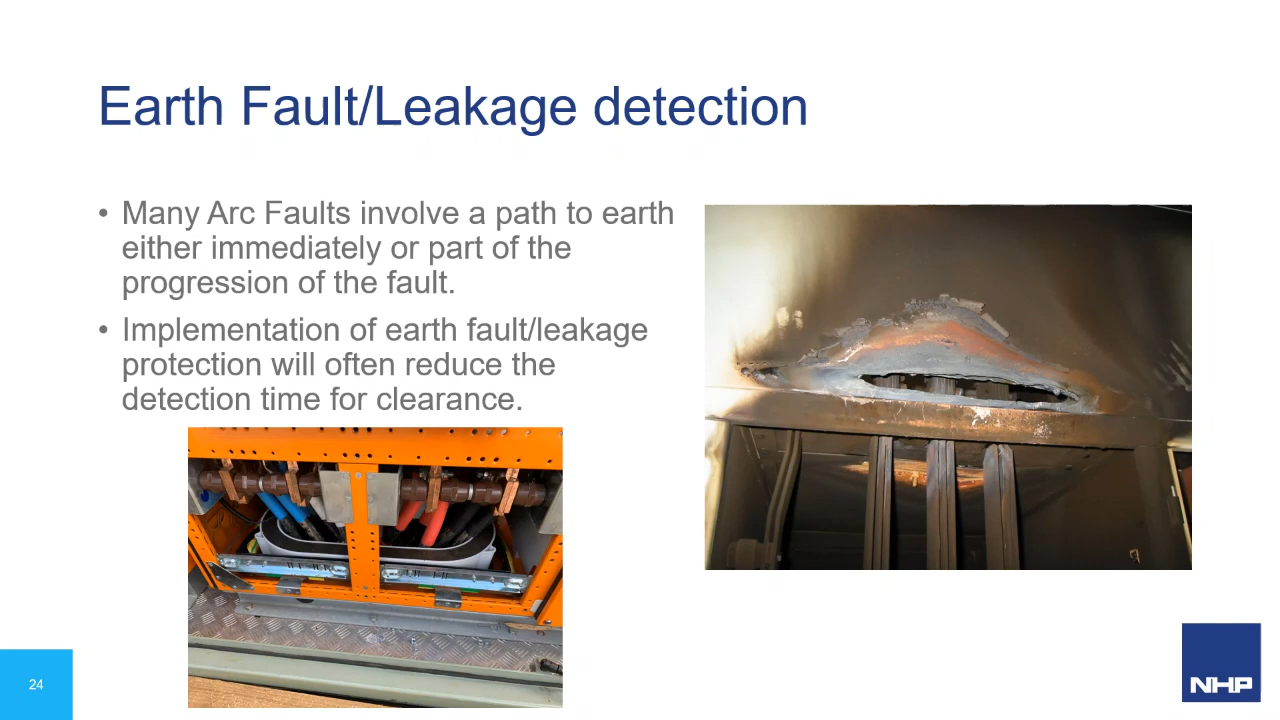 Earth Fault/Leakage detection
• Many Arc Faults involve a path to earth
either immediately or part of the
progression of the fault.
• Implementation of earth fault/leakage
protection will often reduce the
detection time for clearance.
24
NHP